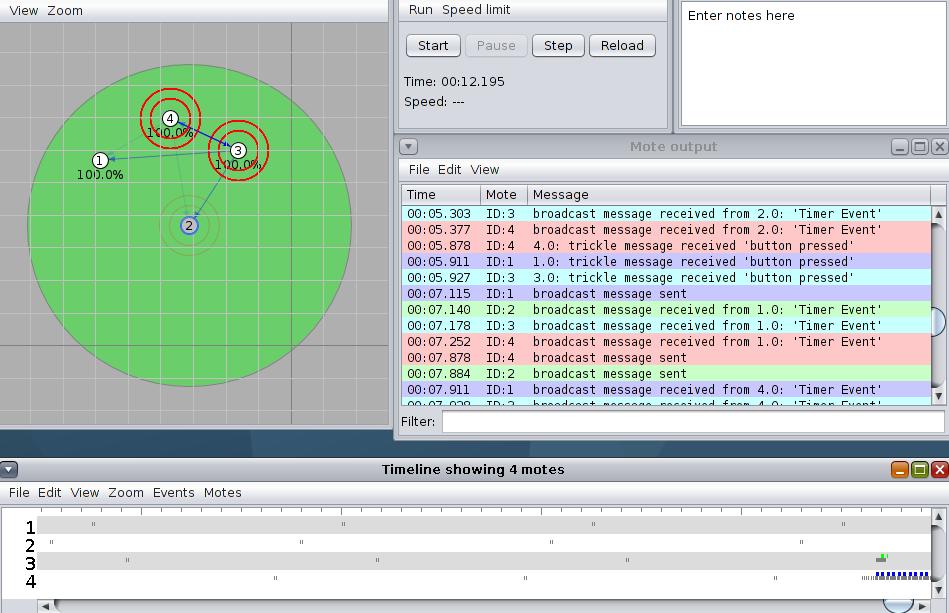 View Zoom
4
100.0%
3
100.0%
1
100.0%
2
Run Speed limit
Start Pause Step Reload
Time: 00:12.195
Speed: ---
Enter notes here
Mote output
File Edit View
Time Mote Message
00:05.303 ID:3 broadcast message received from 2.0: 'Timer Event'
00:05.377 ID:4 broadcast message received from 2.0: 'Timer Event'
00:05.878 ID:4 4.0: trickle message received 'button pressed'
00:05.911 ID:1 1.0: trickle message received 'button pressed'
00:05.927 ID:3 3.0: trickle message received 'button pressed'
00:07.115 ID:1 broadcast message sent
00:07.140 ID:2 broadcast message received from 1.0: 'Timer Event'
00:07.178 ID:3 broadcast message received from 1.0: 'Timer Event'
00:07.252 ID:4 broadcast message received from 1.0: 'Timer Event'
00:07.878 ID:4 broadcast message sent
00:07.884 ID:2 broadcast message sent
00:07.911 ID:1 broadcast message received from 4.0: 'Timer Event'
broadcast message received from 4.0: 'Timer Event'
Filter:
Timeline showing 4 motes
File Edit View Zoom Events Motes
1
2
3
4